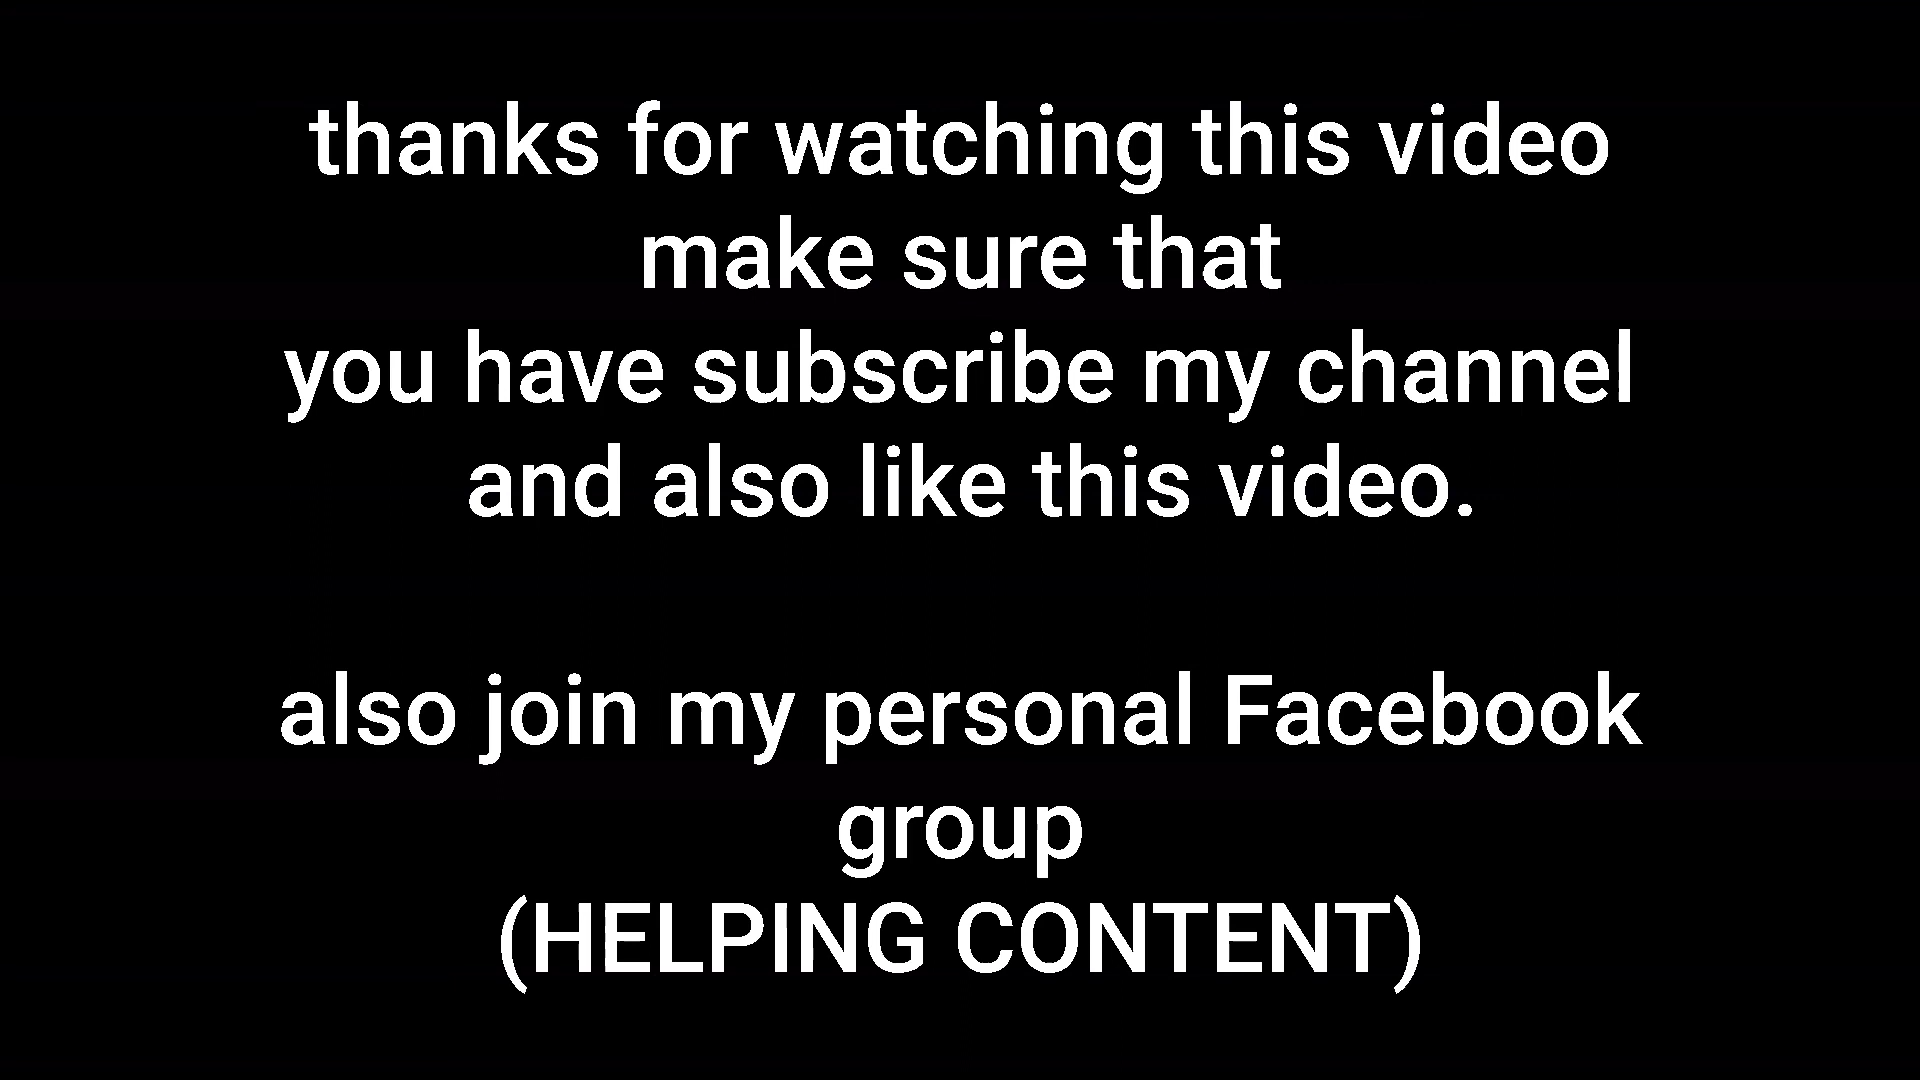 thanks for watching this video
make sure that
you have subscribe my channel
and also like this video.
also join my personal Facebook
group
(HELPING CONTENT)